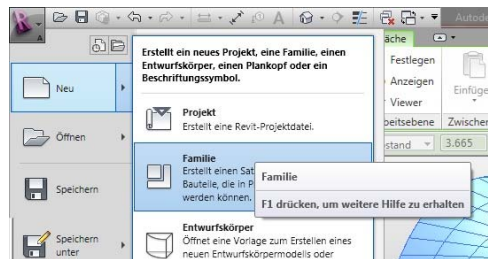 Autode
Erstellt ein neues Projekt, eine Familie, einen
Entwurfskörper, einen Plankopf oder ein
Beschriftungssymbol.
Neu
Projekt
Erstellt eine Revit-Projektdatei.
Öffnen
Familie
Erstellt einen Sat
Bauteile, die in P
werden können.
Familie
F1 drücken, um weitere Hilfe zu erhalten
Speichern
Entwurfskörper
Öffnet eine Vorlage zum Erstellen eines
neuen Entwurfskörpermodells oder
Speichern
unter
äche
Festlegen
Anzeigen
Viewer
Einfüge
beitsebene
Zwischer
stand
3.665